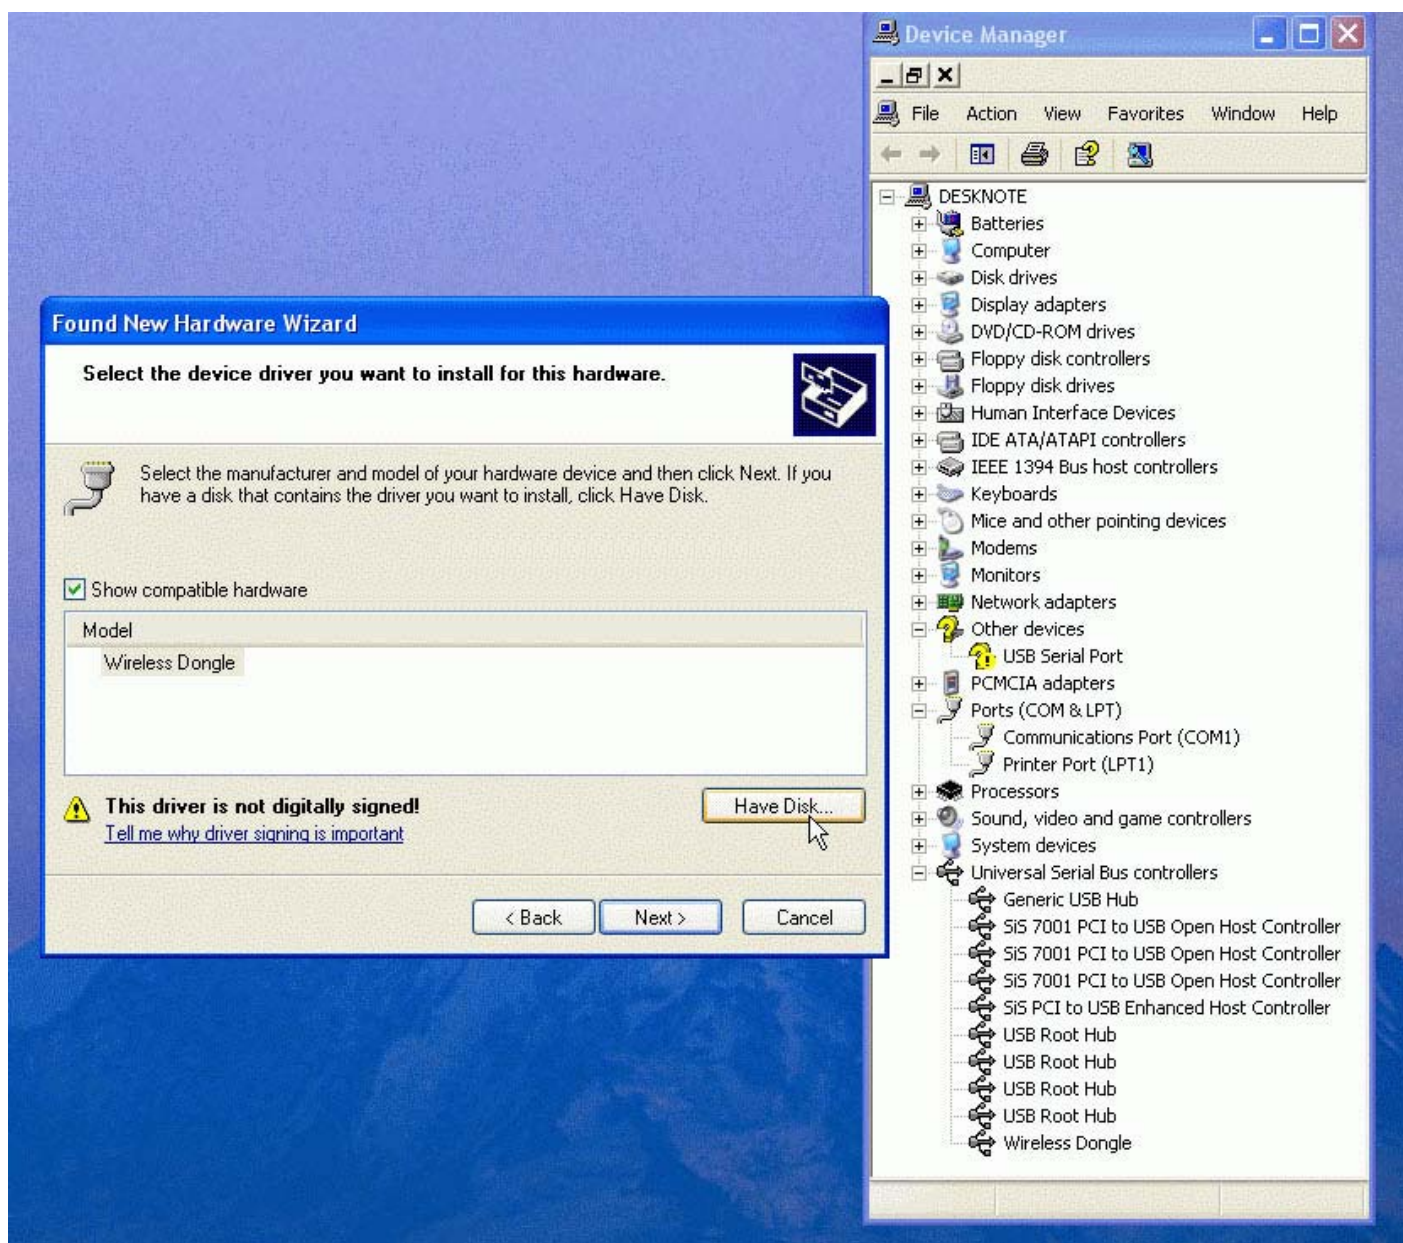 Device Manager
File Action View Favorites Window Help
DESKNOTE
Batteries
Computer
Disk drives
Display adapters
DVD/CD-ROM drives
Floppy disk controllers
Floppy disk drives
Human Interface Devices
IDE ATA/ATAPI controllers
IEEE 1394 Bus host controllers
Keyboards
Mice and other pointing devices
Modems
Monitors
Network adapters
Other devices
USB Serial Port
PCMCIA adapters
Ports (COM & LPT)
Communications Port (COM1)
Printer Port (LPT1)
Processors
Sound, video and game controllers
System devices
Universal Serial Bus controllers
Generic USB Hub
SiS 7001 PCI to USB Open Host Controller
SiS 7001 PCI to USB Open Host Controller
SiS 7001 PCI to USB Open Host Controller
SiS PCI to USB Enhanced Host Controller
USB Root Hub
USB Root Hub
USB Root Hub
USB Root Hub
Wireless Dongle
Found New Hardware Wizard
Select the device driver you want to install for this hardware.
Select the manufacturer and model of your hardware device and then click Next. If you
have a disk that contains the driver you want to install, click Have Disk.
Show compatible hardware
Model
Wireless Dongle
This driver is not digitally signed!
Tell me why driver signing is important
Have Disk...
< Back Next > Cancel